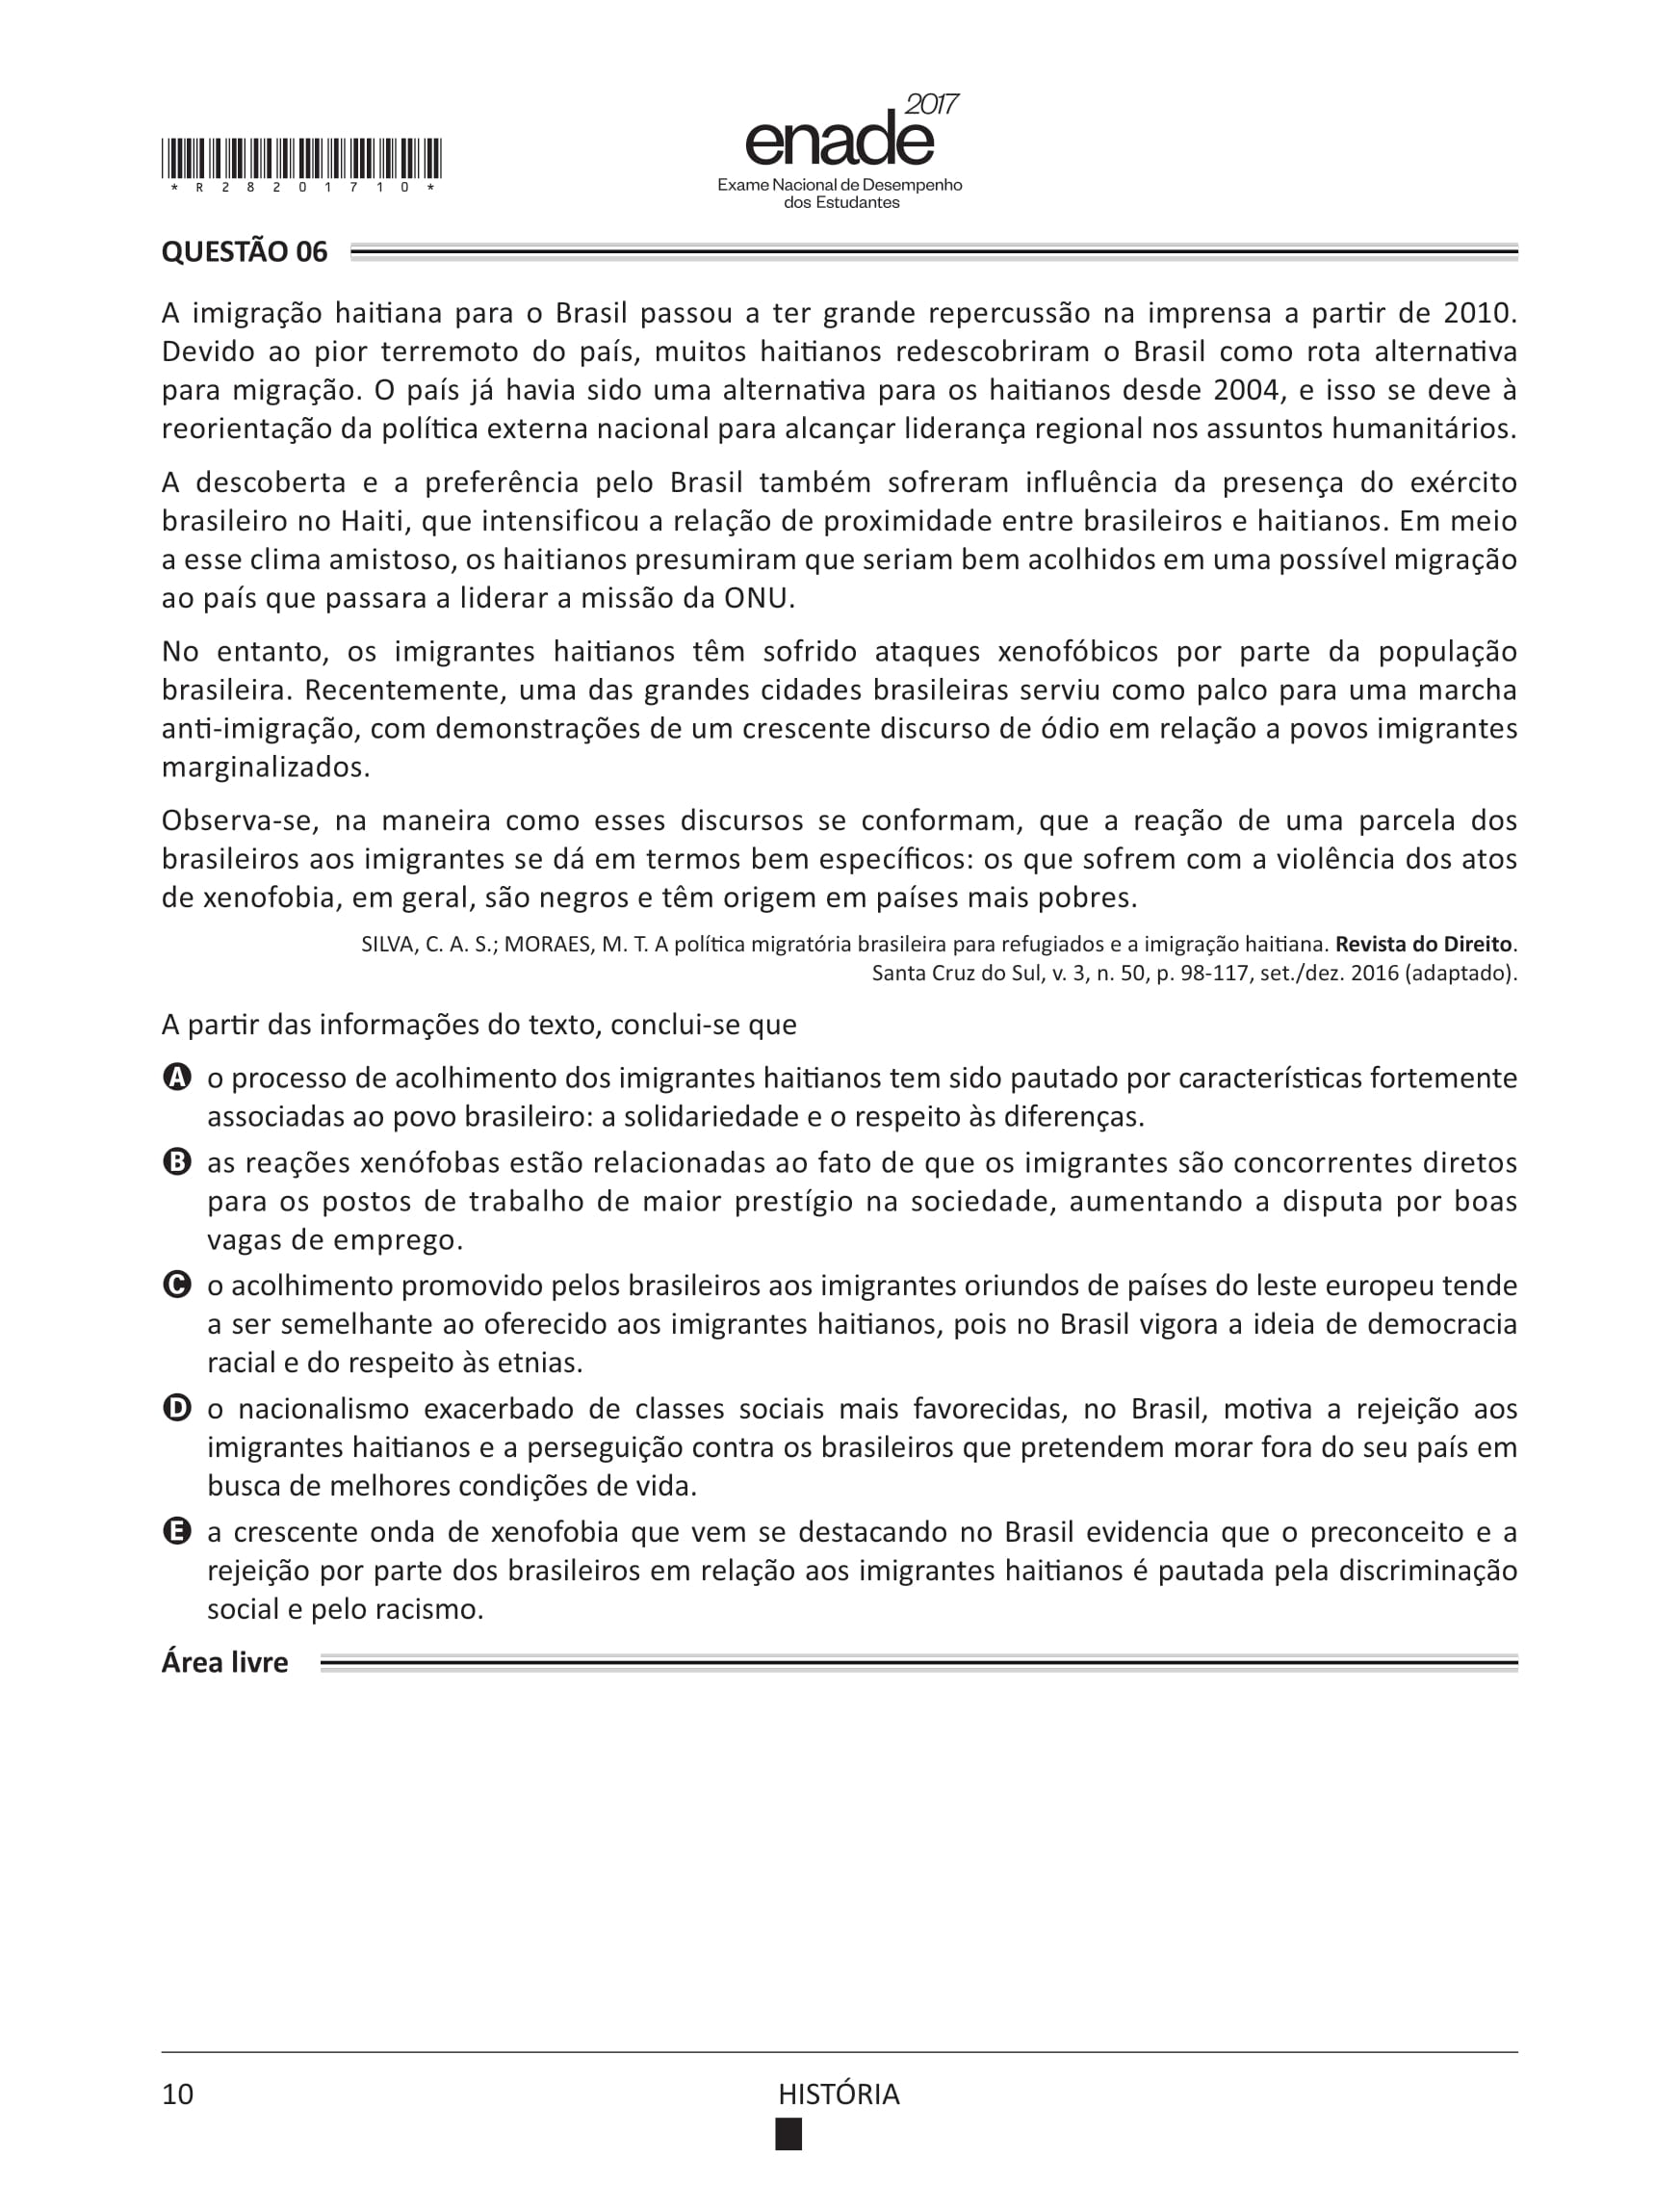 2017
enade
Exame Nacional de Desempenho
dos Estudantes
* R 2 8 2 0 1 7 1 0 *
QUESTÃO 06
A imigração haitiana para o Brasil passou a ter grande repercussão na imprensa a partir de 2010.
Devido ao pior terremoto do país, muitos haitianos redescobriram o Brasil como rota alternativa
para migração. O país já havia sido uma alternativa para os haitianos desde 2004, e isso se deve à
reorientação da política externa nacional para alcançar liderança regional nos assuntos humanitários.
A descoberta e a preferência pelo Brasil também sofreram influência da presença do exército
brasileiro no Haiti, que intensificou a relação de proximidade entre brasileiros e haitianos. Em meio
a esse clima amistoso, os haitianos presumiram que seriam bem acolhidos em uma possível migração
ao país que passara a liderar a missão da ONU.
No entanto, os imigrantes haitianos têm sofrido ataques xenofóbicos por parte da população
brasileira. Recentemente, uma das grandes cidades brasileiras serviu como palco para uma marcha
anti-imigração, com demonstrações de um crescente discurso de ódio em relação a povos imigrantes
marginalizados.
Observa-se, na maneira como esses discursos se conformam, que a reação de uma parcela dos
brasileiros aos imigrantes se dá em termos bem específicos: os que sofrem com a violência dos atos
de xenofobia, em geral, são negros e têm origem em países mais pobres.
SILVA, C. A. S.; MORAES, M. T. A política migratória brasileira para refugiados e a imigração haitiana. Revista do Direito.
Santa Cruz do Sul, v. 3, n. 50, p. 98-117, set./dez. 2016 (adaptado).
A partir das informações do texto, conclui-se que
A o processo de acolhimento dos imigrantes haitianos tem sido pautado por características fortemente
associadas ao povo brasileiro: a solidariedade e o respeito às diferenças.
B as reações xenófobas estão relacionadas ao fato de que os imigrantes são concorrentes diretos
para os postos de trabalho de maior prestígio na sociedade, aumentando a disputa por boas
vagas de emprego.
C o acolhimento promovido pelos brasileiros aos imigrantes oriundos de países do leste europeu tende
a ser semelhante ao oferecido aos imigrantes haitianos, pois no Brasil vigora a ideia de democracia
racial e do respeito às etnias.
D o nacionalismo exacerbado de classes sociais mais favorecidas, no Brasil, motiva a rejeição aos
imigrantes haitianos e a perseguição contra os brasileiros que pretendem morar fora do seu país em
busca de melhores condições de vida.
E a crescente onda de xenofobia que vem se destacando no Brasil evidencia que o preconceito e a
rejeição por parte dos brasileiros em relação aos imigrantes haitianos é pautada pela discriminação
social e pelo racismo.
Área livre
10
HISTÓRIA